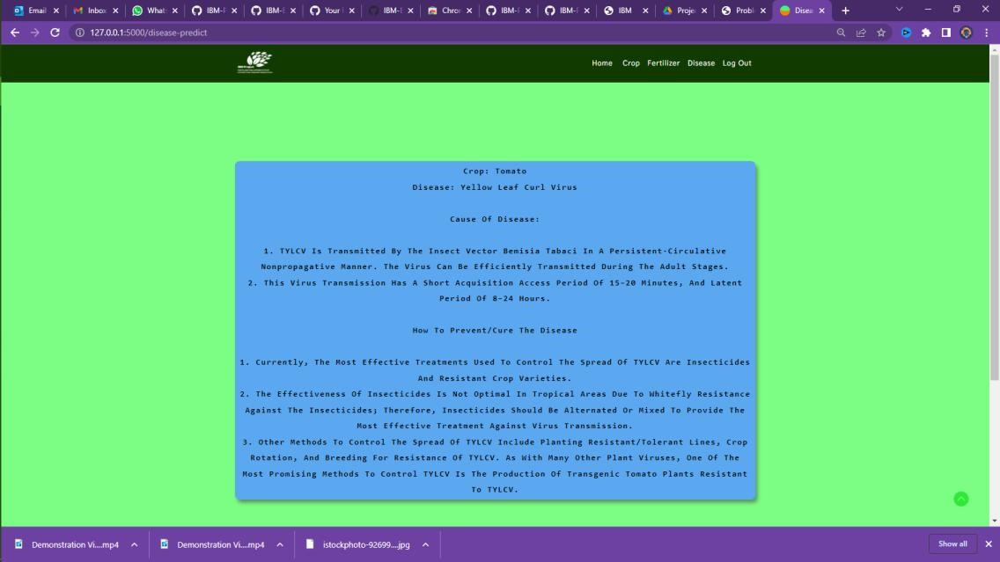 Email
Inbox
What:
IBM-P
IBM-E
Your
IBM-E
Chron
IBM-P
IBM-P
IBM
Projec
Proble
Disea
127.0.0.1:5000/disease-predict
Home Crop Fertilizer Disease Log Out
Crop: Tomato
Disease: Yellow Leaf Curl Virus
Cause Of Disease:
1. TYLCV Is Transmitted By The Insect Vector Bemisia Tabaci In A Persistent-Circulative
Nonpropagative Manner. The Virus Can Be Efficiently Transmitted During The Adult Stages.
2. This Virus Transmission Has A Short Acquisition Access Period Of 15–20 Minutes, And Latent
Period Of 8–24 Hours.
How To Prevent/Cure The Disease
1. Currently, The Most Effective Treatments Used To Control The Spread Of TYLCV Are Insecticides
And Resistant Crop Varieties.
2. The Effectiveness Of Insecticides Is Not Optimal In Tropical Areas Due To Whitefly Resistance
Against The Insecticides; Therefore, Insecticides Should Be Alternated Or Mixed To Provide The
Most Effective Treatment Against Virus Transmission.
3. Other Methods To Control The Spread Of TYLCV Include Planting Resistant/Tolerant Lines, Crop
Rotation, And Breeding For Resistance Of TYLCV. As With Many Other Plant Viruses, One Of The
Most Promising Methods To Control TYLCV Is The Production Of Transgenic Tomato Plants Resistant
To TYLCV.
Demonstration Vi....mp4
Demonstration Vi....mp4
istockphoto-92699....jpg
Show all